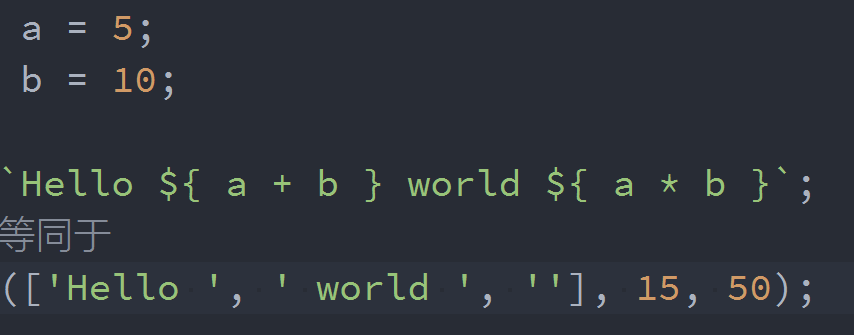 a = 5;
b = 10;
`Hello ${ a + b } world ${ a * b }`;
等同于
(['Hello ', ' world ', ''], 15, 50);